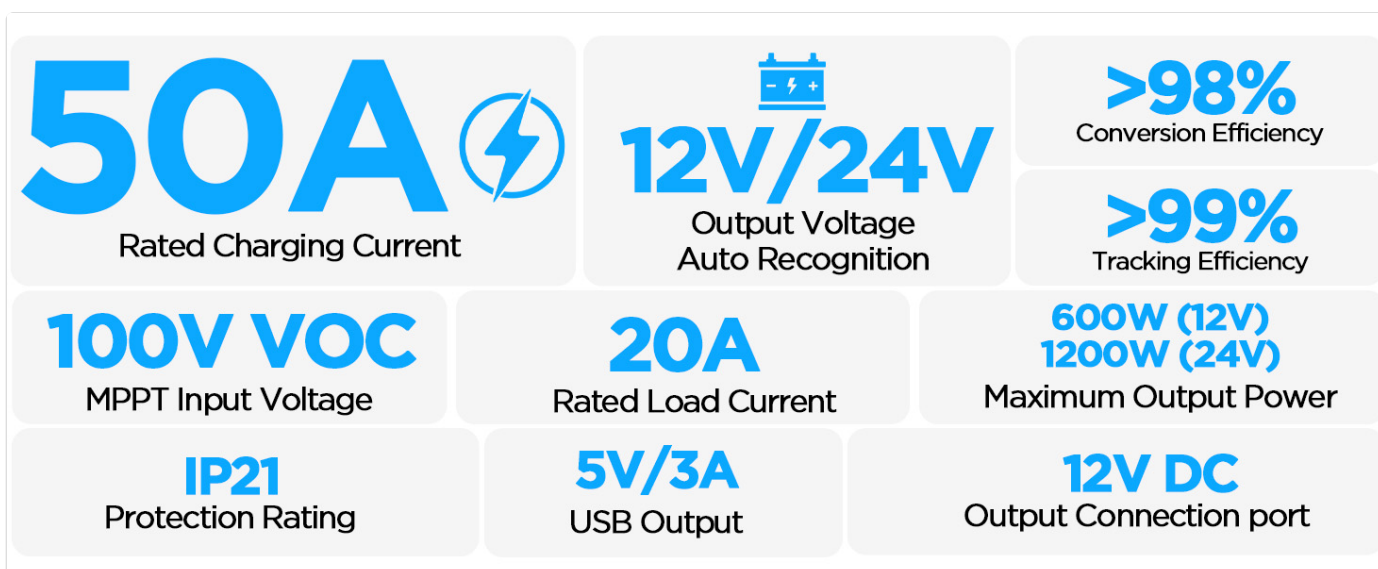 50A
Rated Charging Current
- +
12V/24V
Output Voltage
Auto Recognition
>98%
Conversion Efficiency
>99%
Tracking Efficiency
100V VOC
MPPT Input Voltage
20A
Rated Load Current
600W (12V)
1200W (24V)
Maximum Output Power
IP21
Protection Rating
5V/3A
USB Output
12V DC
Output Connection port